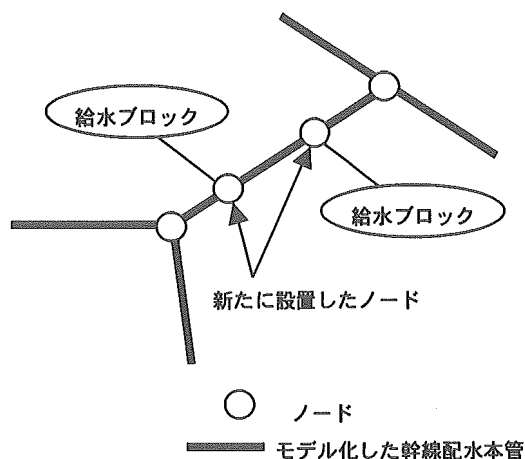 給水ブロック
給水ブロック
新たに設置したノード
ノード
モデル化した幹線配水本管